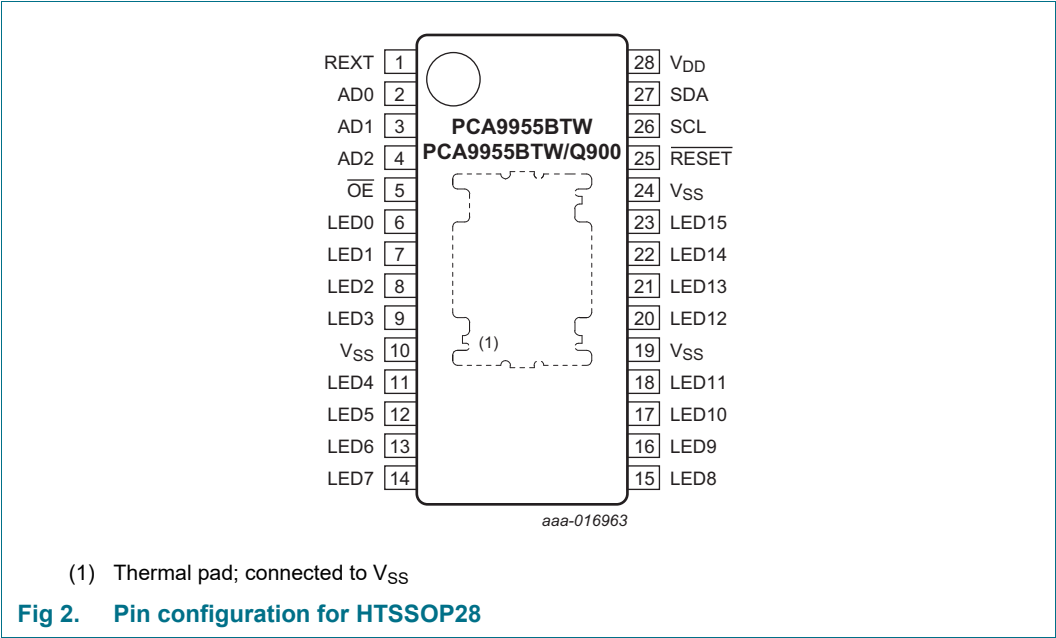 REXT 1 28 VDD
AD0 2 27 SDA
AD1 3 PCA9955BTW 26 SCL
AD2 4 PCA9955BTW/Q900 25 RESET
OE 5 24 VSS
LED0 6 23 LED15
LED1 7 22 LED14
LED2 8 21 LED13
LED3 9 (1) 20 LED12
VSS 10 19 VSS
LED4 11 18 LED11
LED5 12 17 LED10
LED6 13 16 LED9
LED7 14 15 LED8
aaa-016963
(1) Thermal pad; connected to VSS
Fig 2. Pin configuration for HTSSOP28